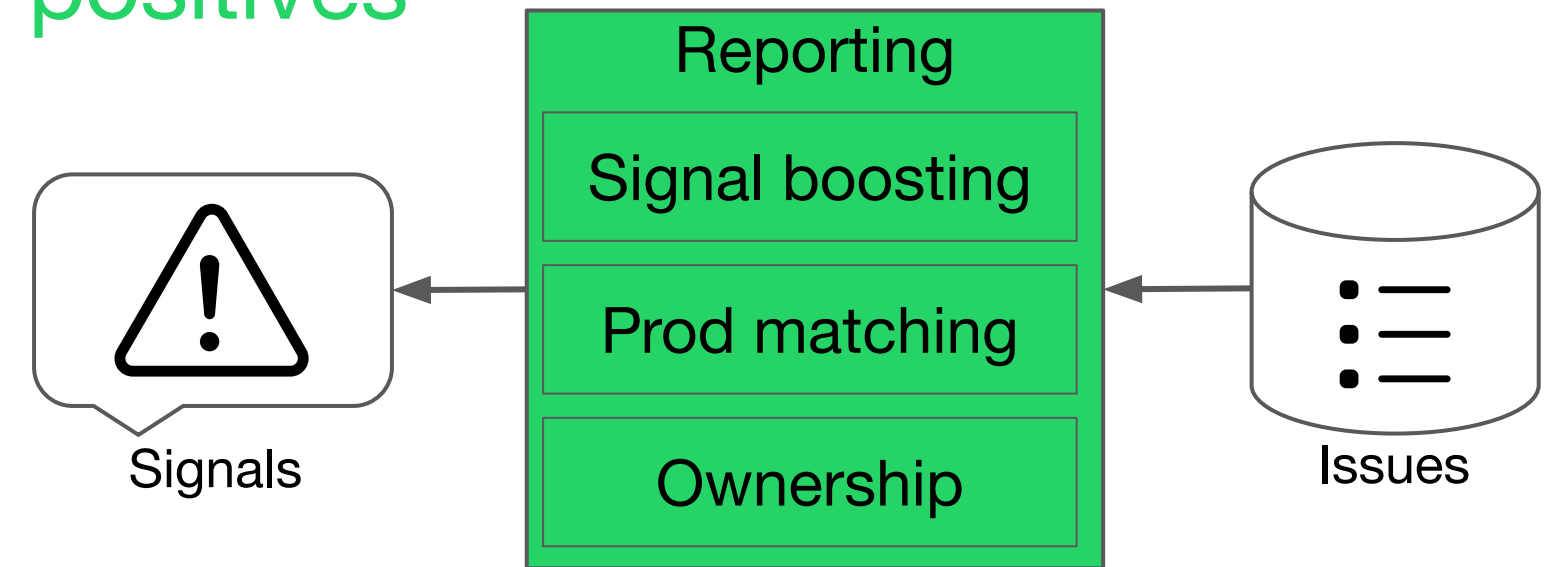 positives
Reporting
Signal boosting
Prod matching
Ownership
Signals
Issues